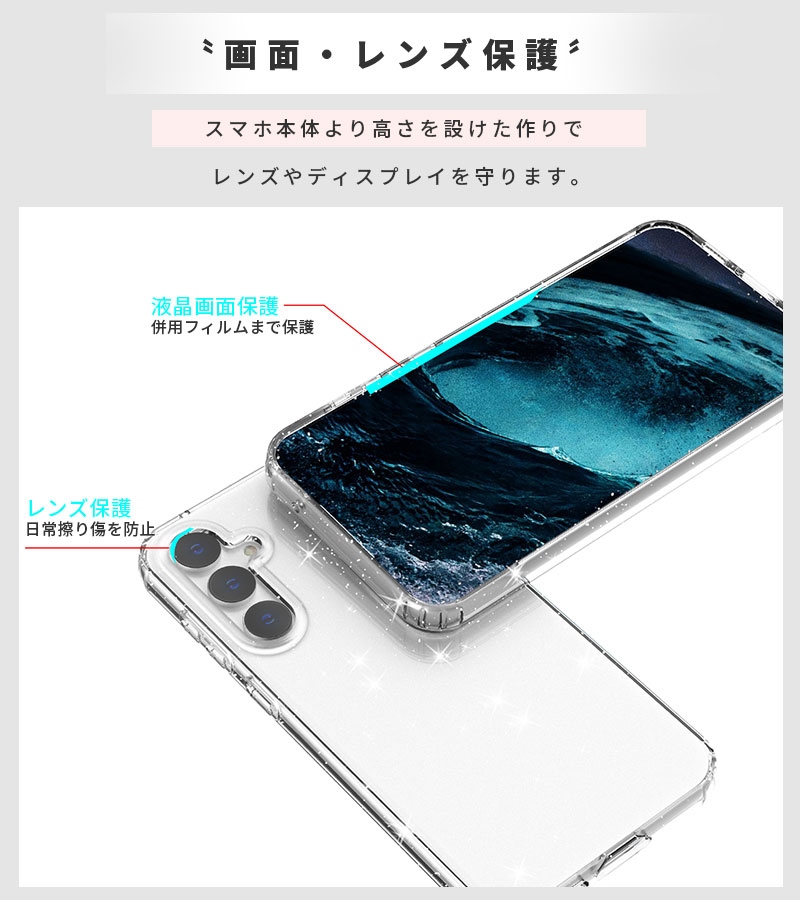 〝画面・レンズ保護〞
スマホ本体より高さを設けた作りで
レンズやディスプレイを守ります。
液晶画面保護
併用フィルムまで保護
レンズ保護
日常擦り傷を防止